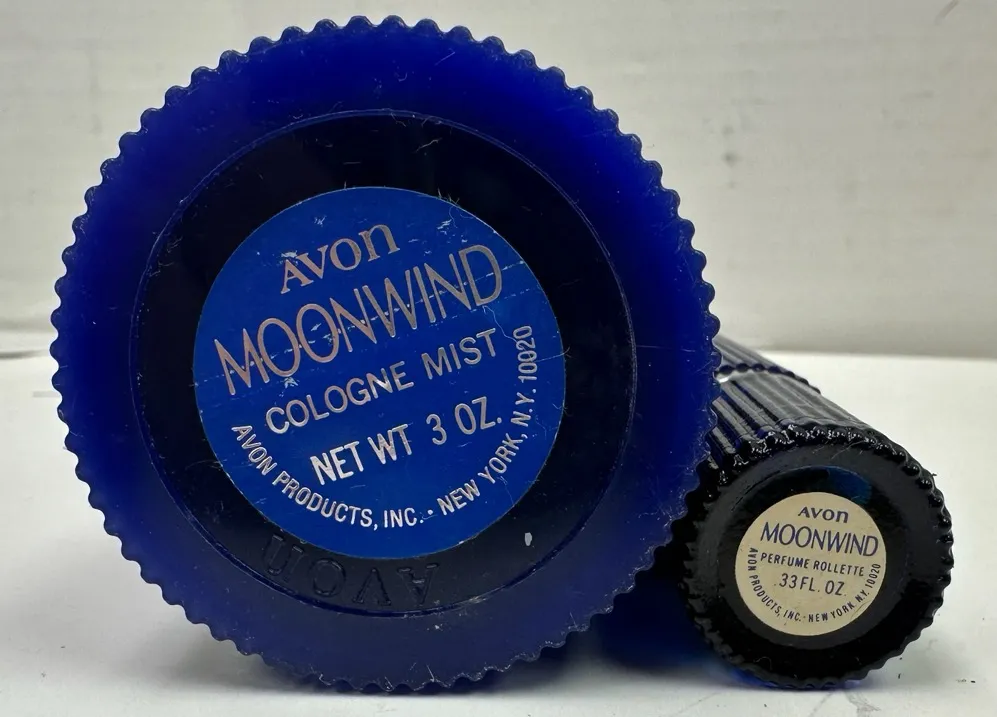 AVON
MOONWIND
COLOGNE MIST
NET WT 3 OZ.
AVON PRODUCTS, INC. · NEW YORK, N.Y. 10020
AVON
AVON
MOONWIND
PERFUME ROLLETTE
.33 FL. OZ.
AVON PRODUCTS, INC. · NEW YORK, N.Y. 10020